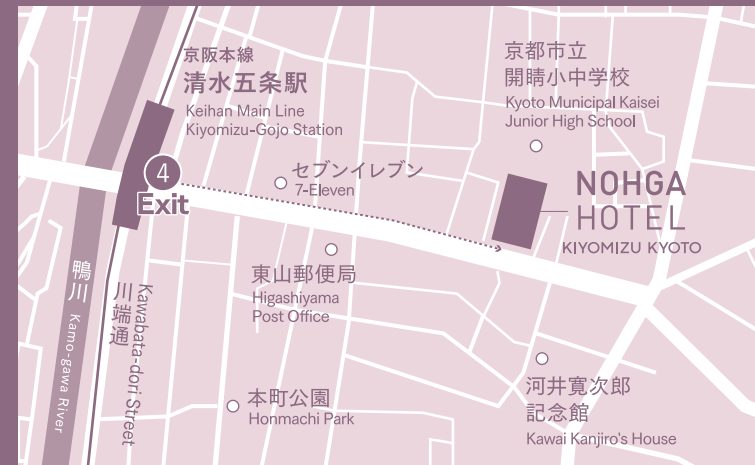 京阪本線
清水五条駅
Keihan Main Line
Kiyomizu-Gojo Station
京都市立
開睛小中学校
Kyoto Municipal Kaisei
Junior High School
4
Exit
セブンイレブン
7-Eleven
NOHGA
HOTEL
KIYOMIZU KYOTO
東山郵便局
Higashiyama
Post Office
鴨川 Kamo-gawa River
川端通
Kawabata-dori Street
本町公園
Honmachi Park
河井寛次郎
記念館
Kawai Kanjiro's House